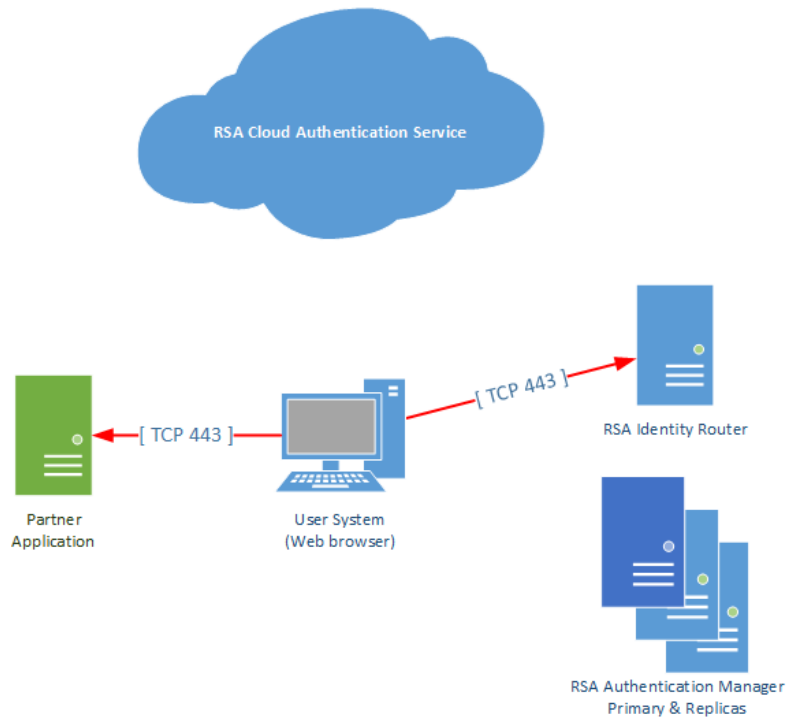 RSA Cloud Authentication Service
[ TCP 443 ]
RSA Identity Router
[ TCP 443 ]
Partner
Application
User System
(Web browser)
RSA Authentication Manager
Primary & Replicas